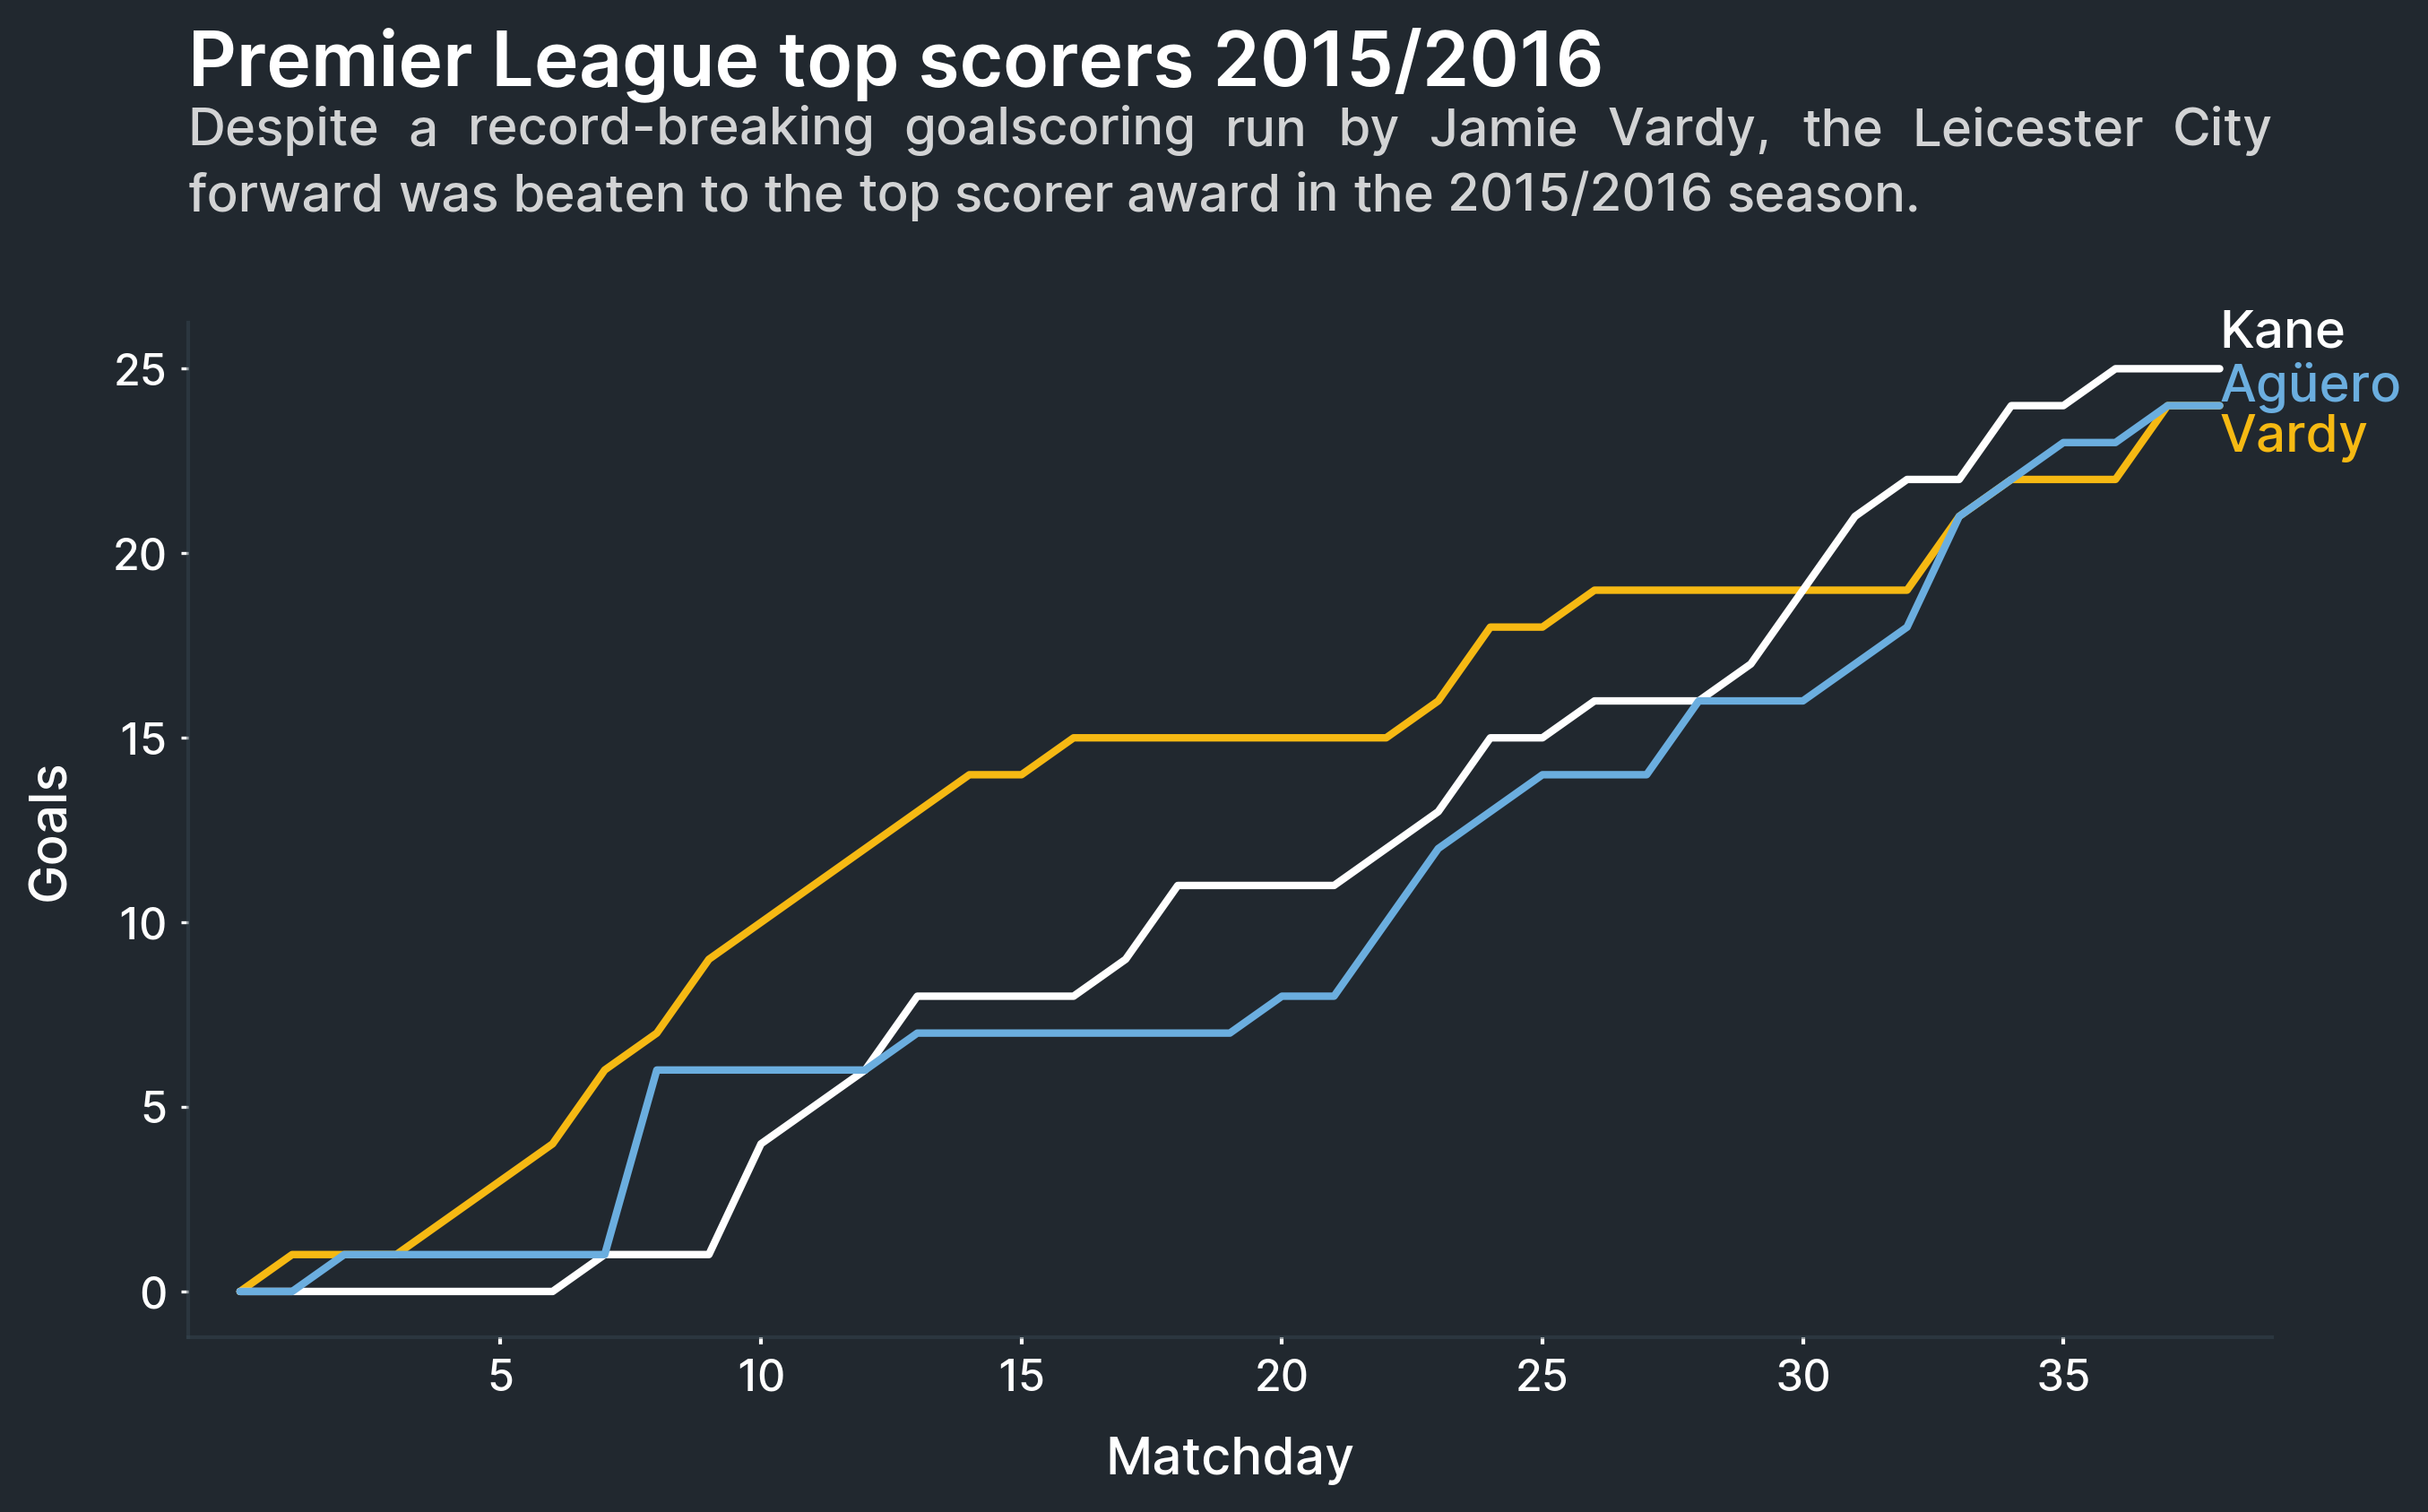 Premier League top scorers 2015/2016
Despite a record-breaking goalscoring run by Jamie Vardy, the Leicester City
forward was beaten to the top scorer award in the 2015/2016 season.
Kane
Agüero
Vardy
25
20
15
10
5
0
Goals
5 10 15 20 25 30 35
Matchday